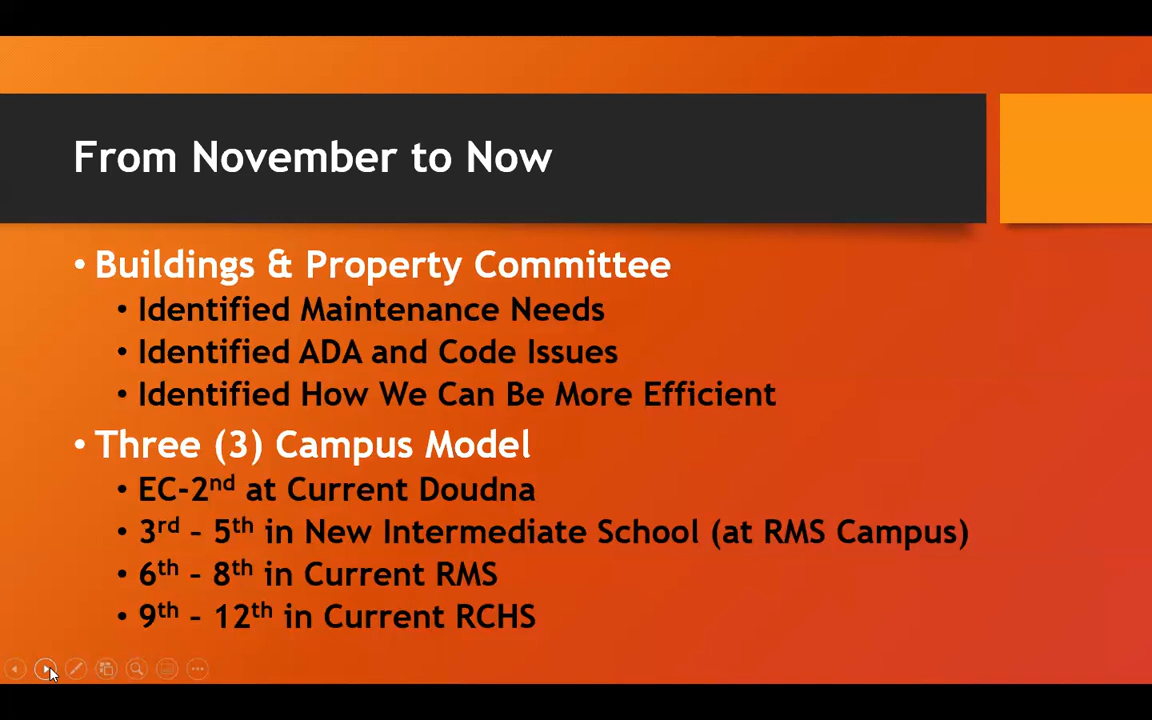 From November to Now
• Buildings & Property Committee
• Identified Maintenance Needs
• Identified ADA and Code Issues
• Identified How We Can Be More Efficient
• Three (3) Campus Model
• EC-2nd at Current Doudna
• 3rd – 5th in New Intermediate School (at RMS Campus)
• 6th – 8th in Current RMS
• 9th – 12th in Current RCHS